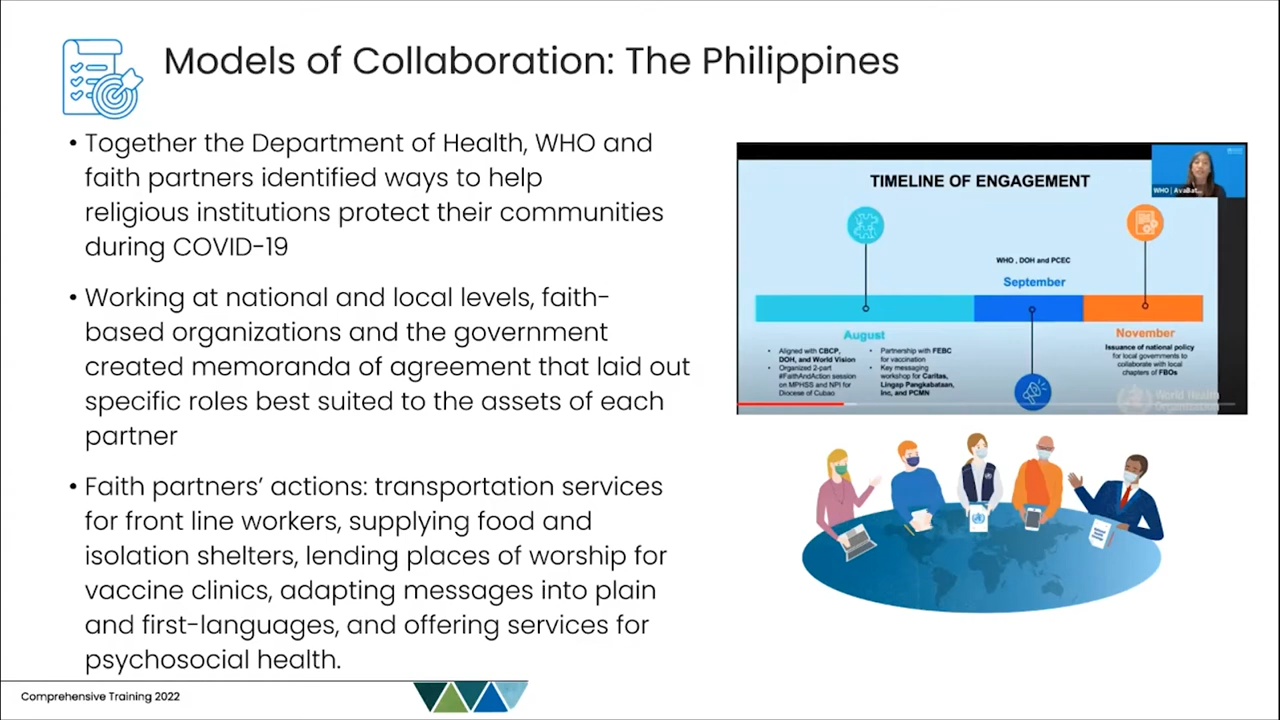 Models of Collaboration: The Philippines
• Together the Department of Health, WHO and
faith partners identified ways to help
religious institutions protect their communities
during COVID-19
• Working at national and local levels, faith-
based organizations and the government
created memoranda of agreement that laid out
specific roles best suited to the assets of each
partner
• Faith partners’ actions: transportation services
for front line workers, supplying food and
isolation shelters, lending places of worship for
vaccine clinics, adapting messages into plain
and first-languages, and offering services for
psychosocial health.
TIMELINE OF ENGAGEMENT
WHO | AvaBat...
WHO , DOH and PCEC
September
August
• Aligned with CBCP,
DOH, and World Vision
• Organized 2-part
#FaithAndAction session
on MPHSS and NPI for
Diocese of Cubao
• Partnership with FEBC
for vaccination
• Key messaging
workshop for Caritas,
Lingap Pangkabataan,
Inc, and PCMN
November
Issuance of national policy
for local governments to
collaborate with local
chapters of FBOs
World Health
Organization
Comprehensive Training 2022